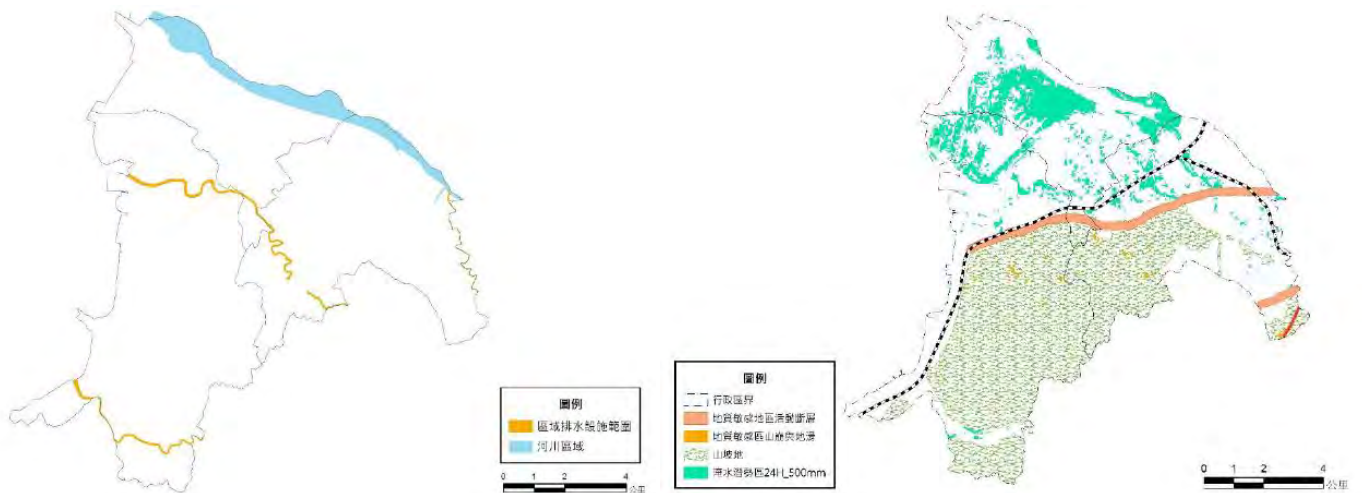 圖例
區域排水設施範圍
河川區域
0 1 2 4
公里
圖例
行政區界
地質敏感地區活動斷層
地質敏感區山崩與地滑
山坡地
淹水潛勢區24H_500mm
0 1 2 4
公里